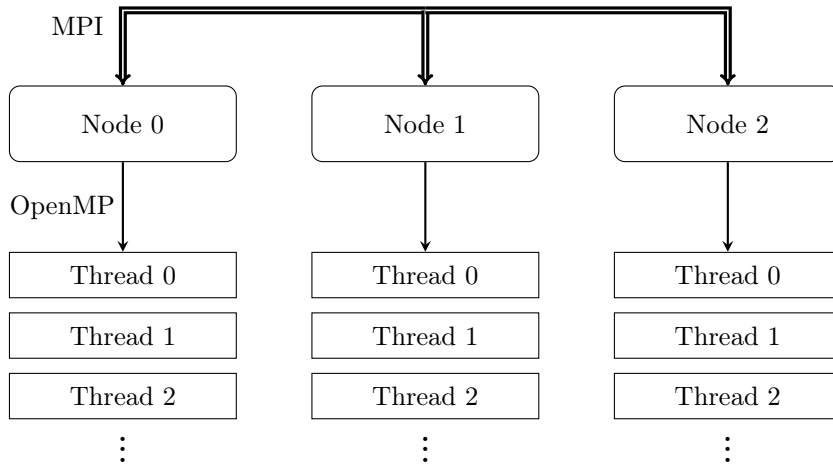 MPI
Node 0
Node 1
Node 2
OpenMP
Thread 0
Thread 0
Thread 0
Thread 1
Thread 1
Thread 1
Thread 2
Thread 2
Thread 2